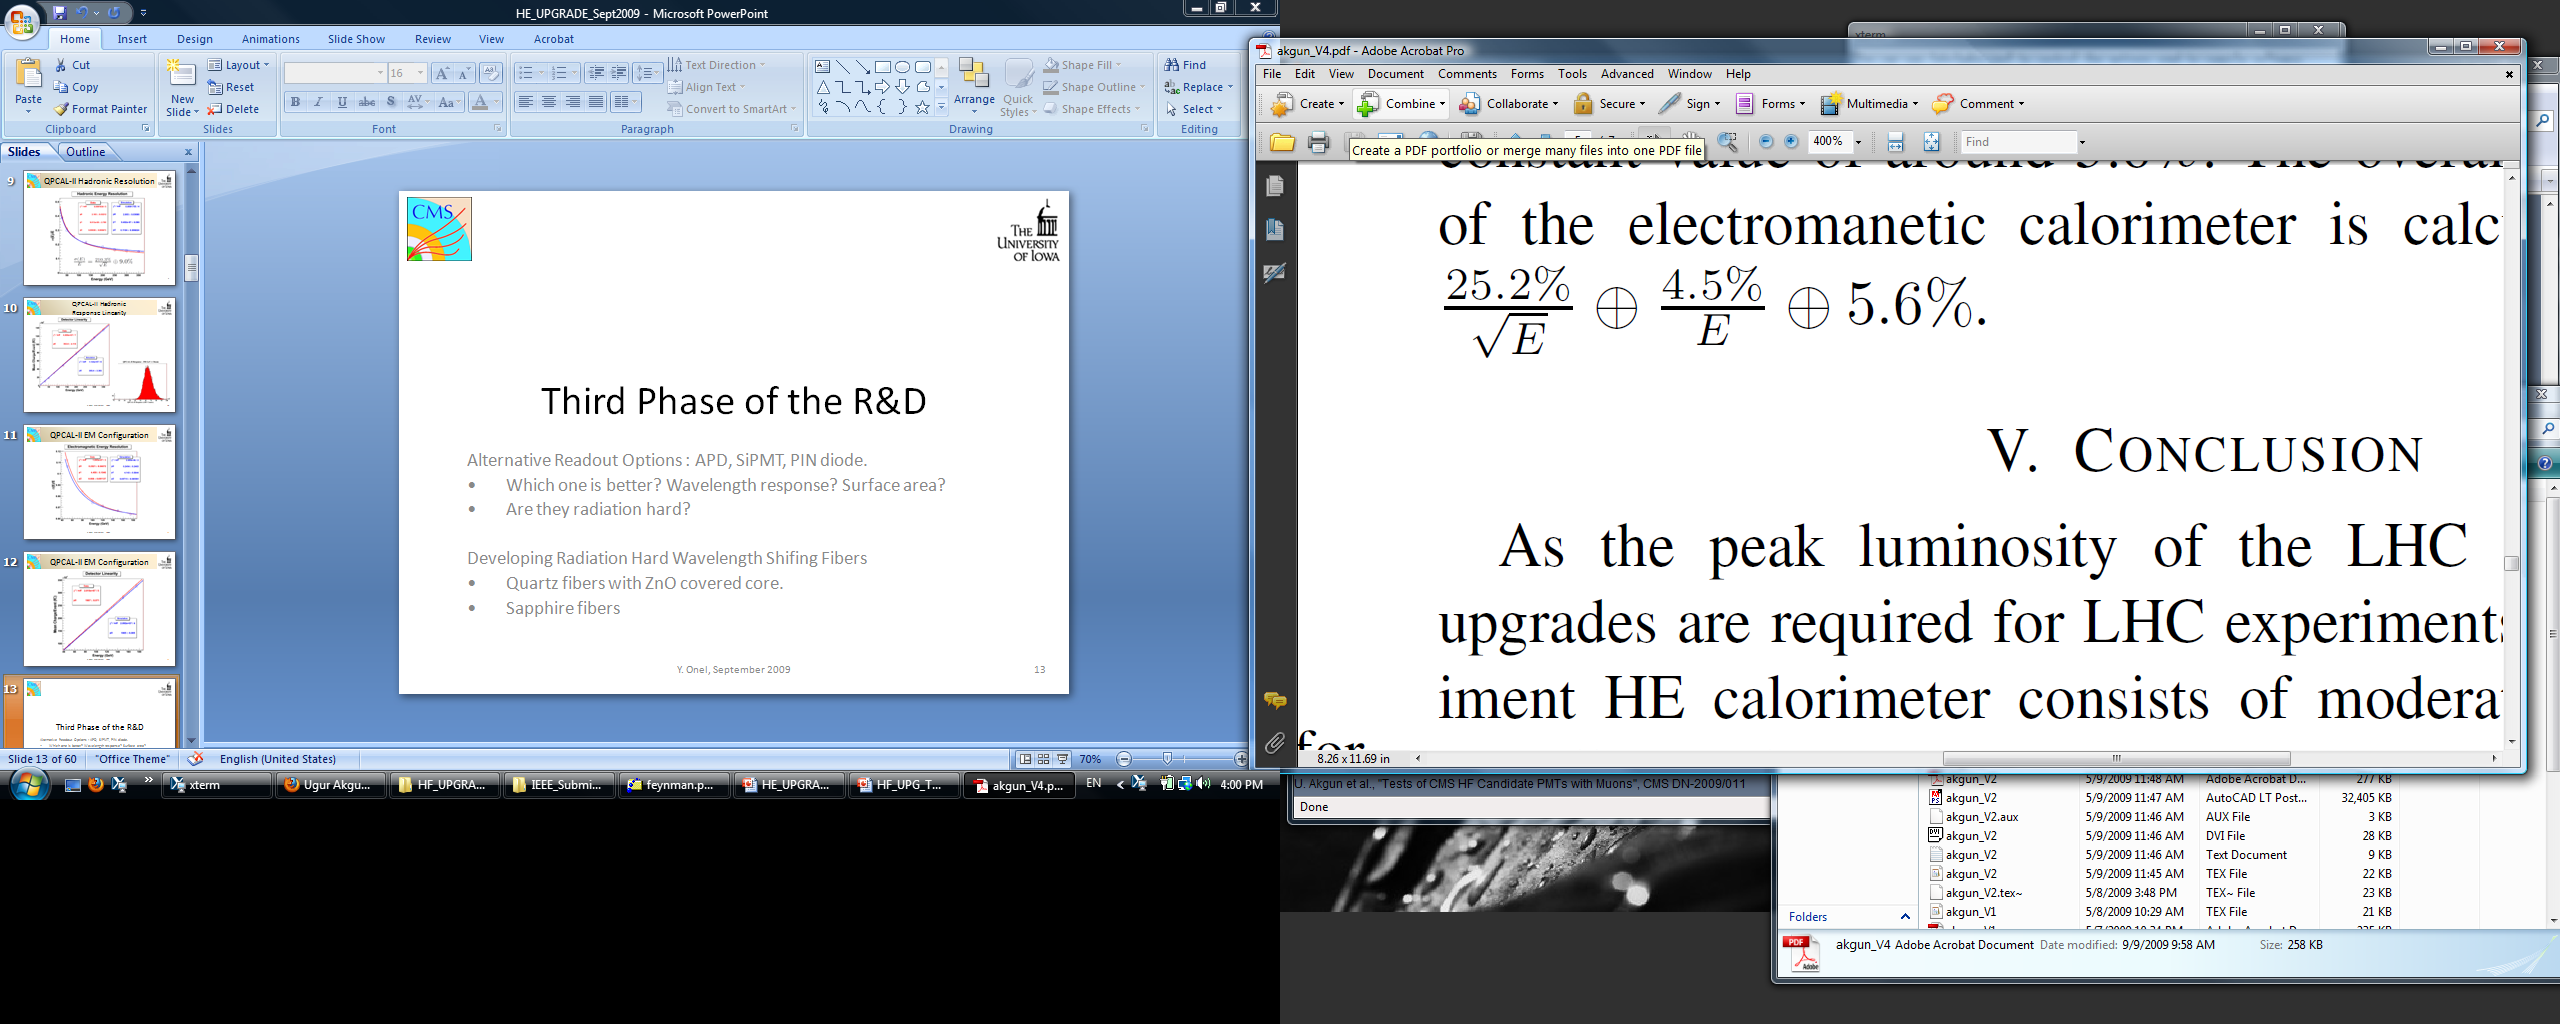 HE_UPGRADE_Sept2009 - Microsoft PowerPoint
Home Insert Design Animations Slide Show Review View Acrobat
Paste
Cut
Copy
Format Painter
Clipboard
New Slide
Layout
Reset
Delete
Slides
16
B I U abc S AV Aa A
Font
Text Direction
Align Text
Convert to SmartArt
Paragraph
Arrange
Quick Styles
Shape Fill
Shape Outline
Shape Effects
Drawing
Find
Replace
Select
Editing
Slides Outline
9
QPCAL-II Hadronic Resolution
10
QPCAL-II Hadronic
Response Linearity
11
QPCAL-II EM Configuration
12
QPCAL-II EM Configuration
13
Third Phase of the R&D
CMS
THE
UNIVERSITY
OF IOWA
Third Phase of the R&D
Alternative Readout Options : APD, SiPMT, PIN diode.
• Which one is better? Wavelength response? Surface area?
• Are they radiation hard?
Developing Radiation Hard Wavelength Shifing Fibers
• Quartz fibers with ZnO covered core.
• Sapphire fibers
Y. Onel, September 2009
13
Slide 13 of 60 "Office Theme" English (United States) 70%
xterm
Ugur Akgu...
HF_UPGRA...
IEEE_Submi...
feynman.p...
HE_UPGRA...
HF_UPG_T...
akgun_V4.p...
EN
4:00 PM
xterm
akgun_V4.pdf - Adobe Acrobat Pro
File Edit View Document Comments Forms Tools Advanced Window Help
Create Combine Collaborate Secure Sign Forms Multimedia Comment
400%
Find
Create a PDF portfolio or merge many files into one PDF file
of the electromanetic calorimeter is calc
25.2%/√E ⊕ 4.5%/E ⊕ 5.6%.
V. CONCLUSION
As the peak luminosity of the LHC
upgrades are required for LHC experiments
iment HE calorimeter consists of modera
for
8.26 x 11.69 in
U. Akgun et al., "Tests of CMS HF Candidate PMTs with Muons", CMS DN-2009/011
Done
akgun_V2 5/9/2009 11:48 AM Adobe Acrobat D... 277 KB
akgun_V2 5/9/2009 11:47 AM AutoCAD LT Post... 32,405 KB
akgun_V2.aux 5/9/2009 11:46 AM AUX File 3 KB
akgun_V2 5/9/2009 11:46 AM DVI File 28 KB
akgun_V2 5/9/2009 11:46 AM Text Document 9 KB
akgun_V2 5/9/2009 11:45 AM TEX File 22 KB
akgun_V2.tex~ 5/8/2009 3:48 PM TEX~ File 23 KB
akgun_V1 5/8/2009 10:29 AM TEX File 21 KB
Folders
akgun_V4 Adobe Acrobat Document Date modified: 9/9/2009 9:58 AM Size: 258 KB